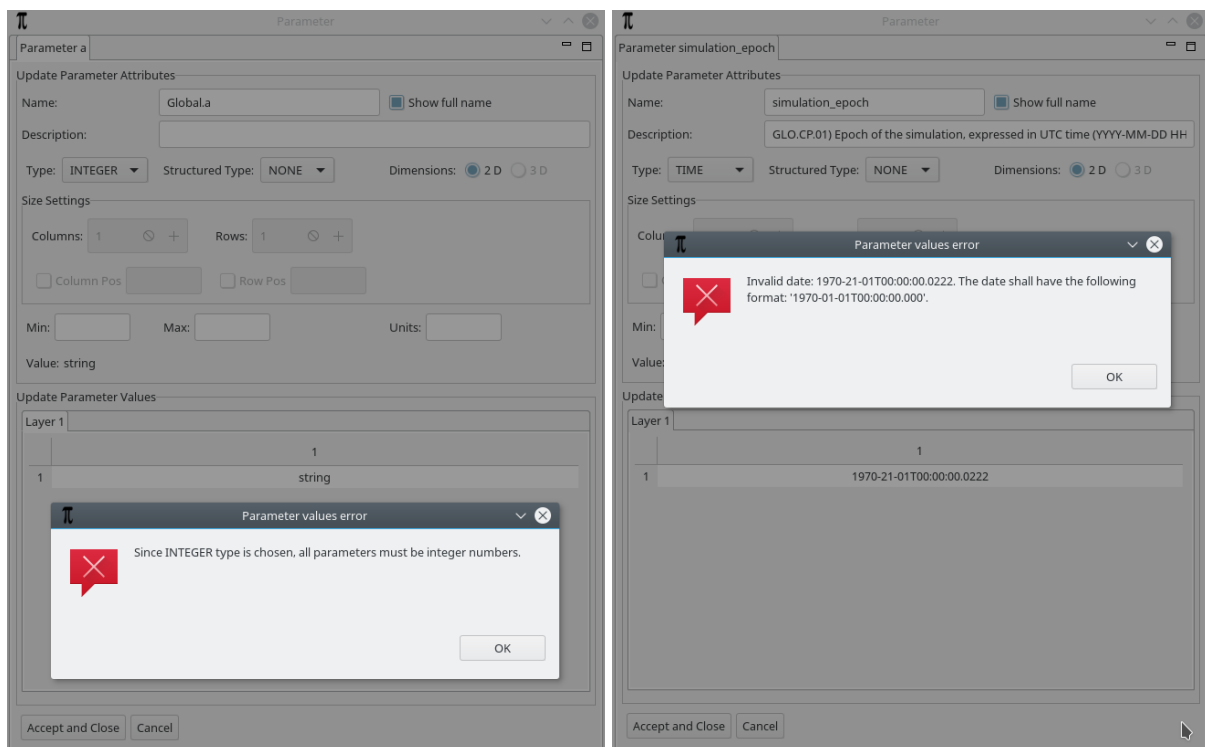 π
Parameter
Parameter a
Update Parameter Attributes
Name: Global.a Show full name
Description:
Type: INTEGER Structured Type: NONE Dimensions: 2 D 3 D
Size Settings
Columns: 1 Rows: 1
Column Pos Row Pos
Min: Max: Units:
Value: string
Update Parameter Values
Layer 1
1
1 string
π Parameter values error
Since INTEGER type is chosen, all parameters must be integer numbers.
OK
Accept and Close Cancel
π
Parameter
Parameter simulation_epoch
Update Parameter Attributes
Name: simulation_epoch Show full name
Description: GLO.CP.01) Epoch of the simulation, expressed in UTC time (YYYY-MM-DD HH
Type: TIME Structured Type: NONE Dimensions: 2 D 3 D
Size Settings
Colu
π Parameter values error
Invalid date: 1970-21-01T00:00:00.0222. The date shall have the following
format: '1970-01-01T00:00:00.000'.
OK
Min:
Value:
Update
Layer 1
1
1 1970-21-01T00:00:00.0222
Accept and Close Cancel